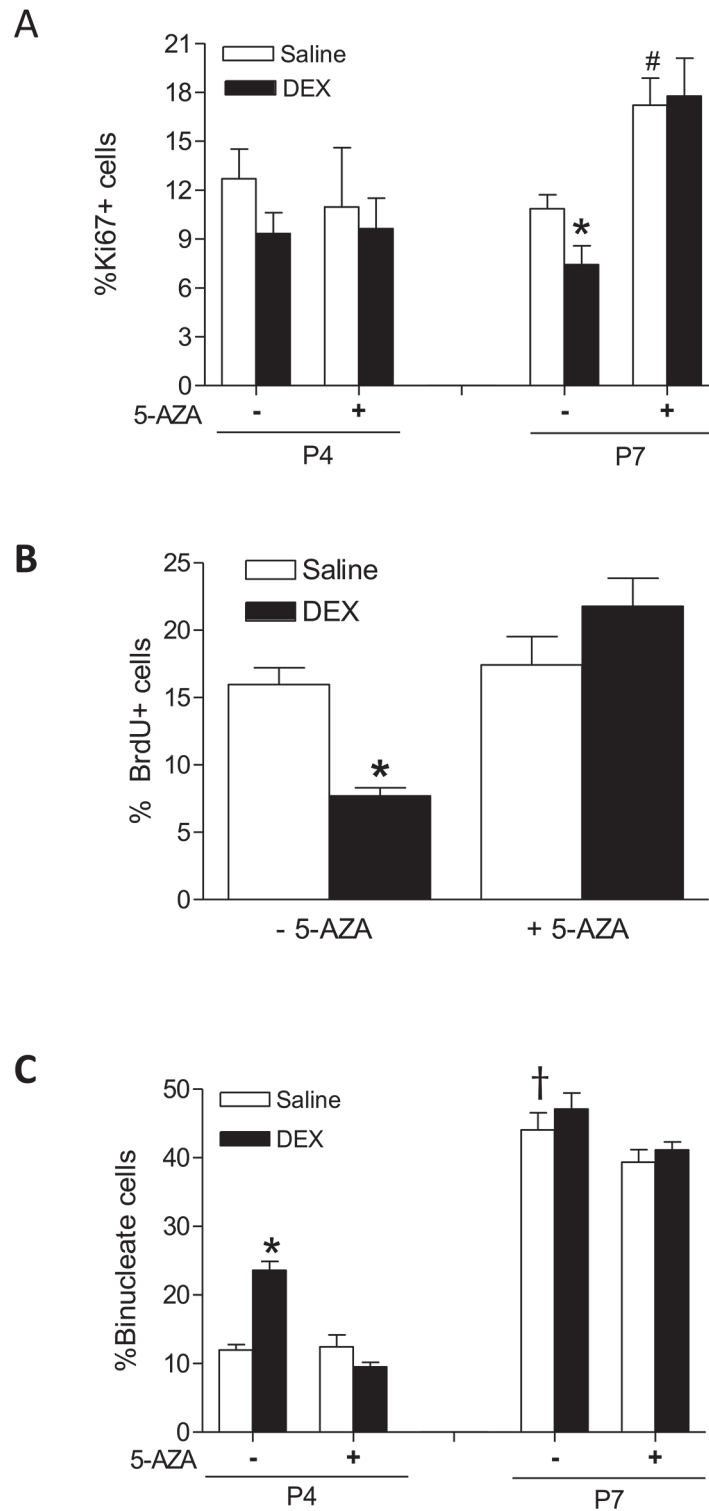 A
21
18
15
12
9
6
3
0
%Ki67+ cells
Saline
DEX
*
#
5-AZA - + - +
P4 P7
B
25
20
15
10
5
0
% BrdU+ cells
Saline
DEX
*
- 5-AZA + 5-AZA
C
50
40
30
20
10
0
%Binucleate cells
Saline
DEX
*
†
5-AZA - + - +
P4 P7